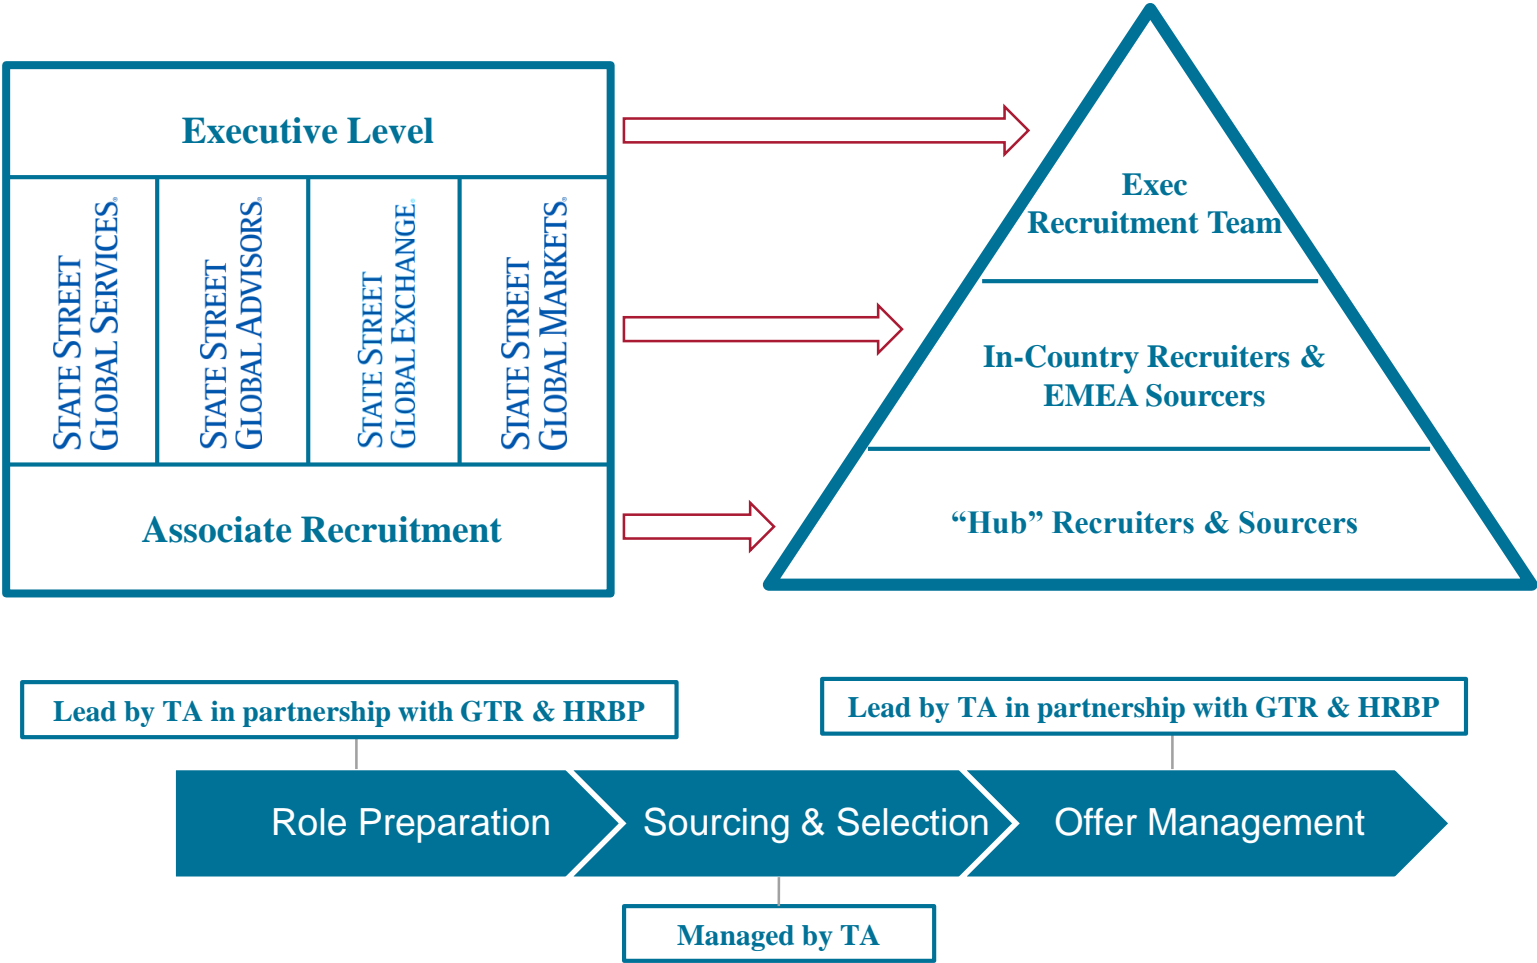 Executive Level
STATE STREET
GLOBAL SERVICES®
STATE STREET
GLOBAL ADVISORS®
STATE STREET
GLOBAL EXCHANGE®
STATE STREET
GLOBAL MARKETS®
Associate Recruitment
Exec
Recruitment Team
In-Country Recruiters &
EMEA Sourcers
“Hub” Recruiters & Sourcers
Lead by TA in partnership with GTR & HRBP
Lead by TA in partnership with GTR & HRBP
Role Preparation
Sourcing & Selection
Offer Management
Managed by TA